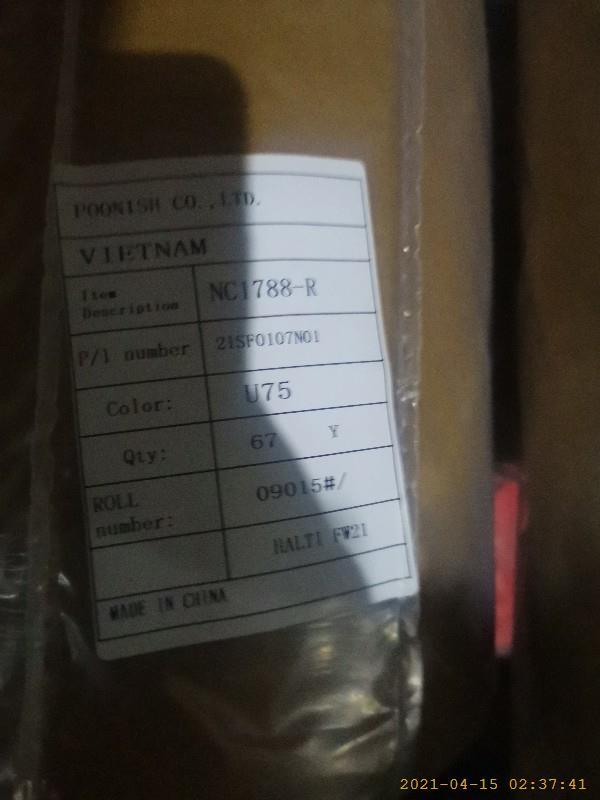 POONISH CO.,LTD.
VIETNAM
Item Description NC1788-R
P/l number 21SF0107N01
Color: U75
Qty: 67 Y
ROLL number: 09015#/
HALTI FW21
MADE IN CHINA
2021-04-15 02:37:41